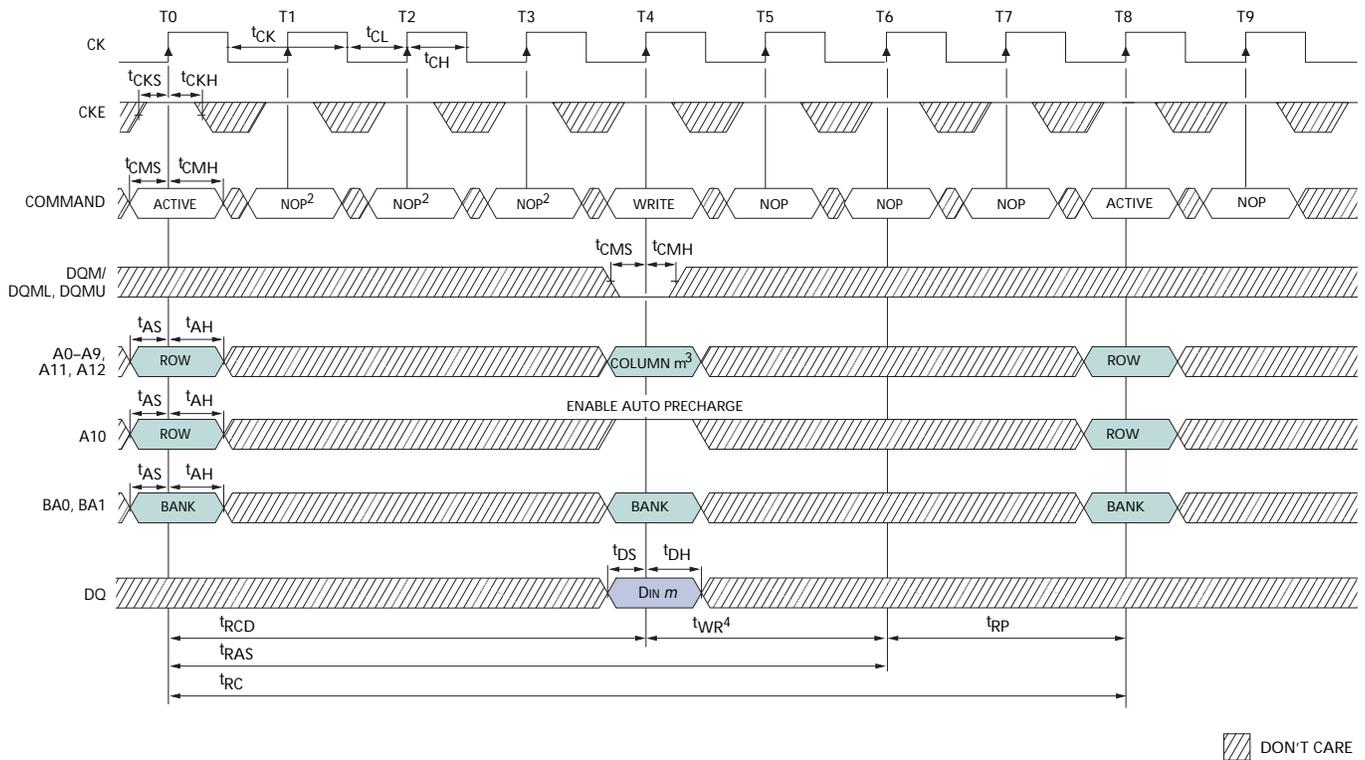 T0 T1 T2 T3 T4 T5 T6 T7 T8 T9
CK
tCK tCL
tCH
tCKS tCKH
CKE
tCMS tCMH
COMMAND ACTIVE NOP2 NOP2 NOP2 WRITE NOP NOP NOP ACTIVE NOP
tCMS tCMH
DQM/
DQML, DQMU
tAS tAH
A0–A9,
A11, A12
ROW COLUMN m3 ROW
tAS tAH
ENABLE AUTO PRECHARGE
A10 ROW ROW
tAS tAH
BA0, BA1 BANK BANK BANK
tDS tDH
DQ DIN m
tRCD tWR4 tRP
tRAS
tRC
DON'T CARE